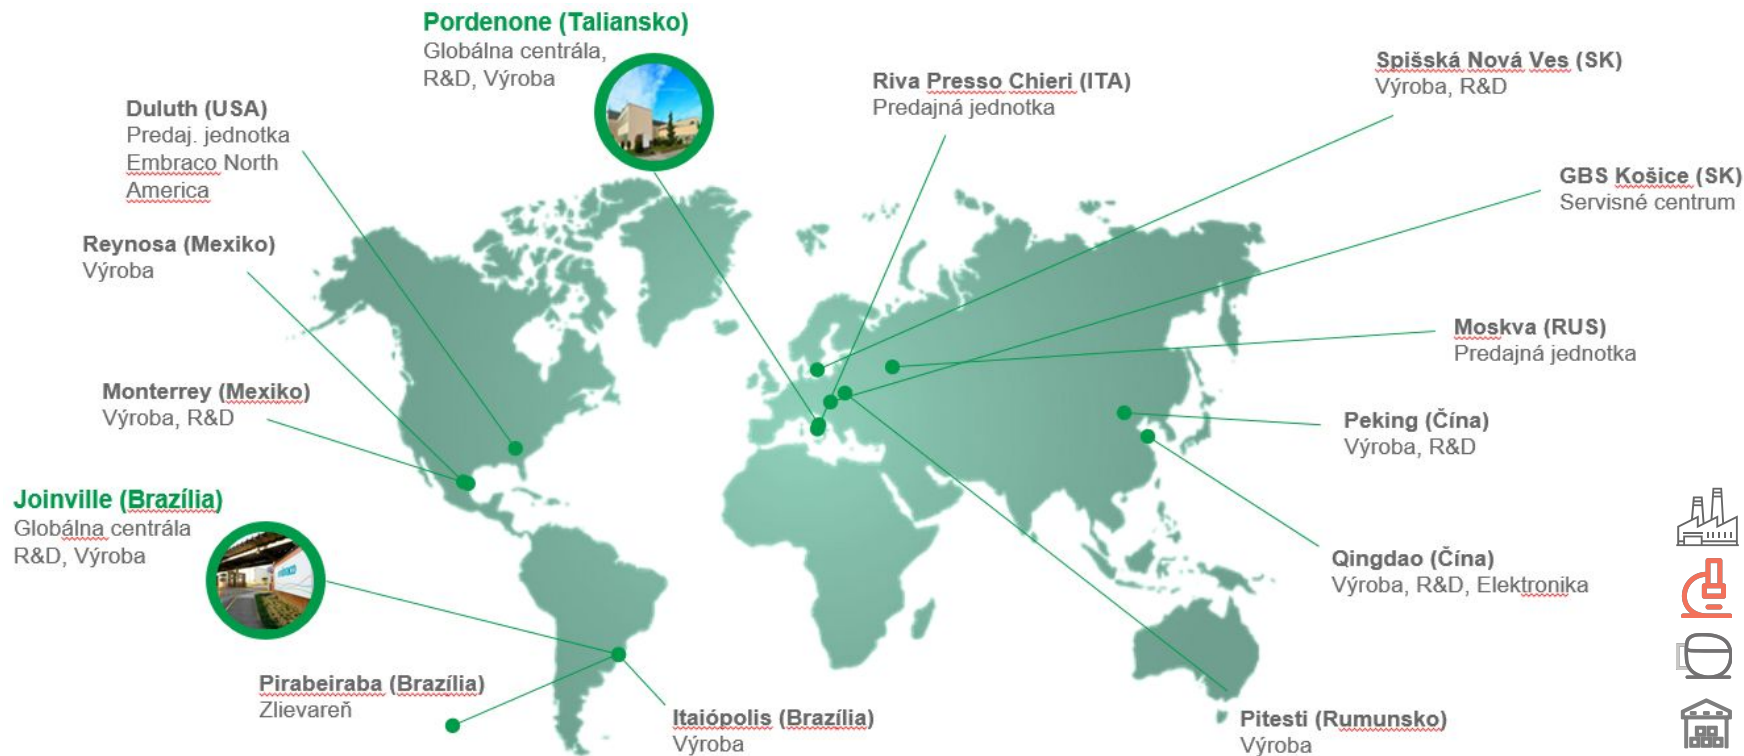 Pordenone (Taliansko)
Globálna centrála,
R&D, Výroba
Duluth (USA)
Predaj. jednotka
Embraco North
America
Riva Presso Chieri (ITA)
Predajná jednotka
Spišská Nová Ves (SK)
Výroba, R&D
GBS Košice (SK)
Servisné centrum
Reynosa (Mexiko)
Výroba
Moskva (RUS)
Predajná jednotka
Monterrey (Mexiko)
Výroba, R&D
Peking (Čína)
Výroba, R&D
Joinville (Brazília)
Globálna centrála
R&D, Výroba
Qingdao (Čína)
Výroba, R&D, Elektronika
Pirabeiraba (Brazília)
Zlievareň
Itaiópolis (Brazília)
Výroba
Pitesti (Rumunsko)
Výroba